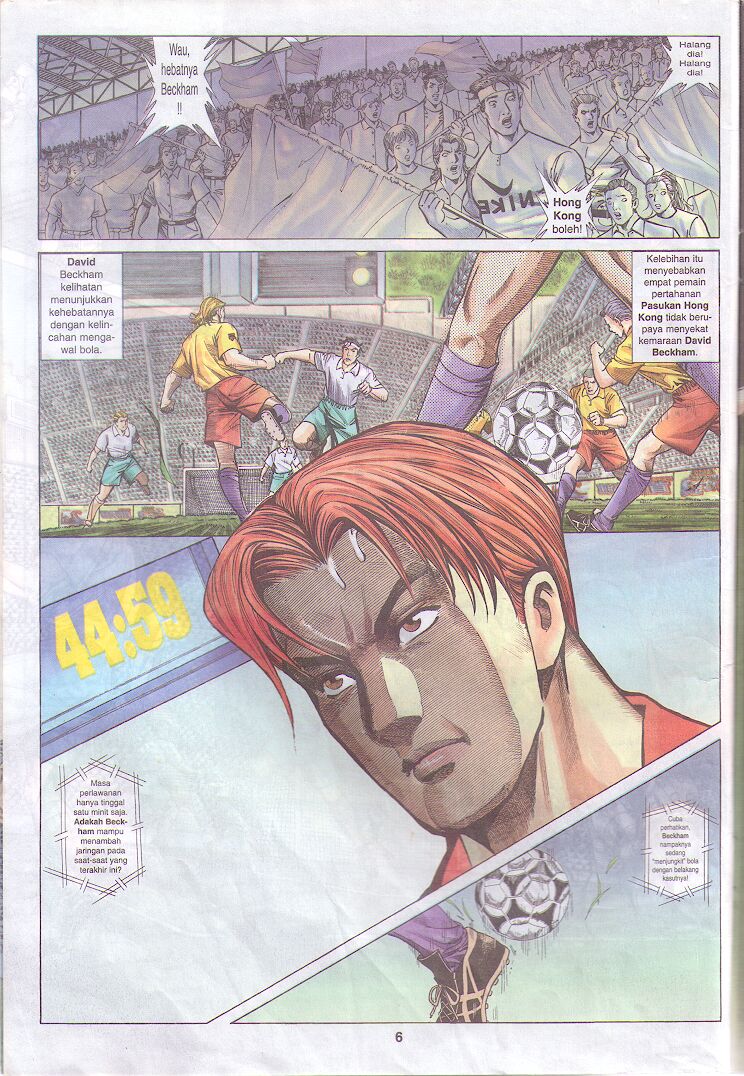 Wau,
hebatnya
Beckham
!!
Halang
dia!
Halang
dia!
NIKE
Hong
Kong
boleh!
David
Beckham
kelihatan
menunjukkan
kehebatannya
dengan kelin-
cahan menga-
wal bola.
Kelebihan itu
menyebabkan
empat pemain
pertahanan
Pasukan Hong
Kong tidak beru-
paya menyekat
kemaraan David
Beckham.
44:59
Masa
perlawanan
hanya tinggal
satu minit saja.
Adakah Beck-
ham mampu
menambah
jaringan pada
saat-saat yang
terakhir ini?
Cuba
perhatikan,
Beckham
nampaknya
sedang
"menjungkit" bola
dengan belakang
kasutnya!
6